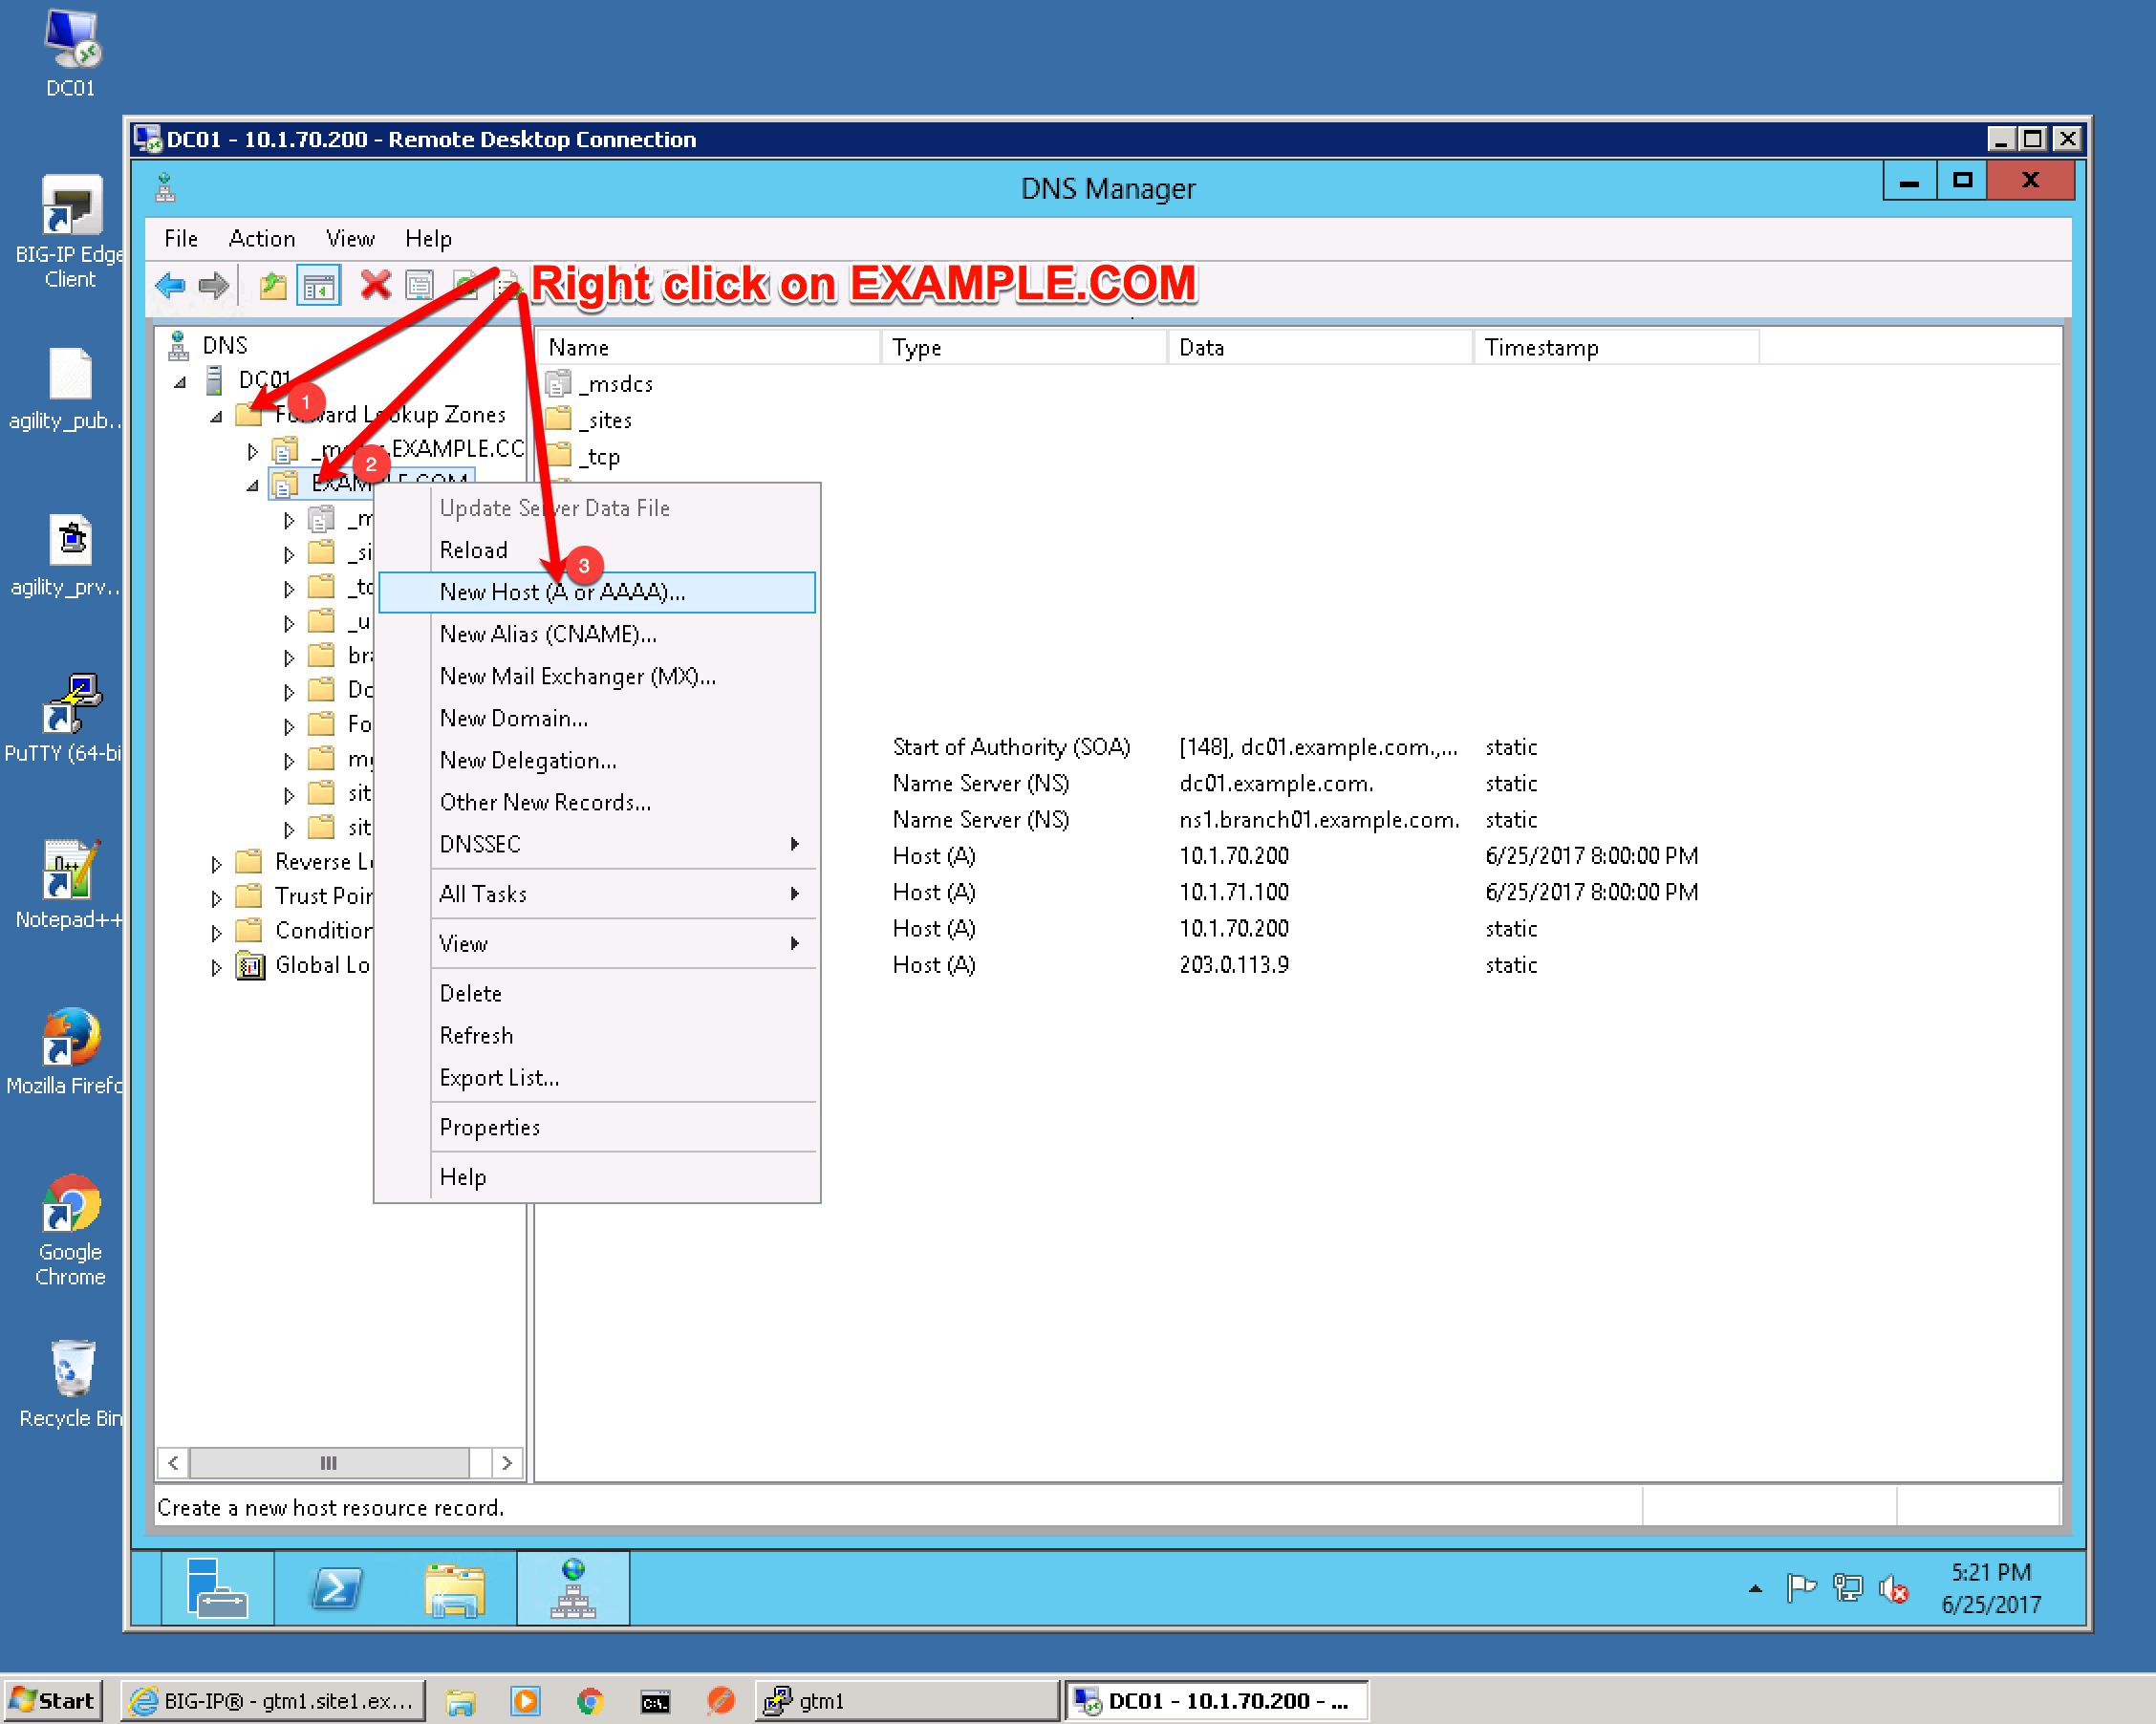 DC01
BIG-IP Edge
Client
agility_pub...
agility_prv...
PuTTY (64-bi
Notepad++
Mozilla Firefo
Google
Chrome
Recycle Bin
DC01 - 10.1.70.200 - Remote Desktop Connection
DNS Manager
File Action View Help
Right click on EXAMPLE.COM
DNS
DC01
1
Forward Lookup Zones
EXAMPLE.CO
2
EXAMPLE.COM
_m
_si
_tc
_u
bra
Do
Fo
mg
sit
sit
Reverse Lo
Trust Poin
Condition
Global Lo
Name Type Data Timestamp
_msdcs
_sites
_tcp
Start of Authority (SOA) [148], dc01.example.com.,... static
Name Server (NS) dc01.example.com. static
Name Server (NS) ns1.branch01.example.com. static
Host (A) 10.1.70.200 6/25/2017 8:00:00 PM
Host (A) 10.1.71.100 6/25/2017 8:00:00 PM
Host (A) 10.1.70.200 static
Host (A) 203.0.113.9 static
Update Server Data File
Reload
3
New Host (A or AAAA)...
New Alias (CNAME)...
New Mail Exchanger (MX)...
New Domain...
New Delegation...
Other New Records...
DNSSEC
All Tasks
View
Delete
Refresh
Export List...
Properties
Help
Create a new host resource record.
5:21 PM
6/25/2017
Start
BIG-IP® - gtm1.site1.ex...
C:\.
gtm1
DC01 - 10.1.70.200 - ...